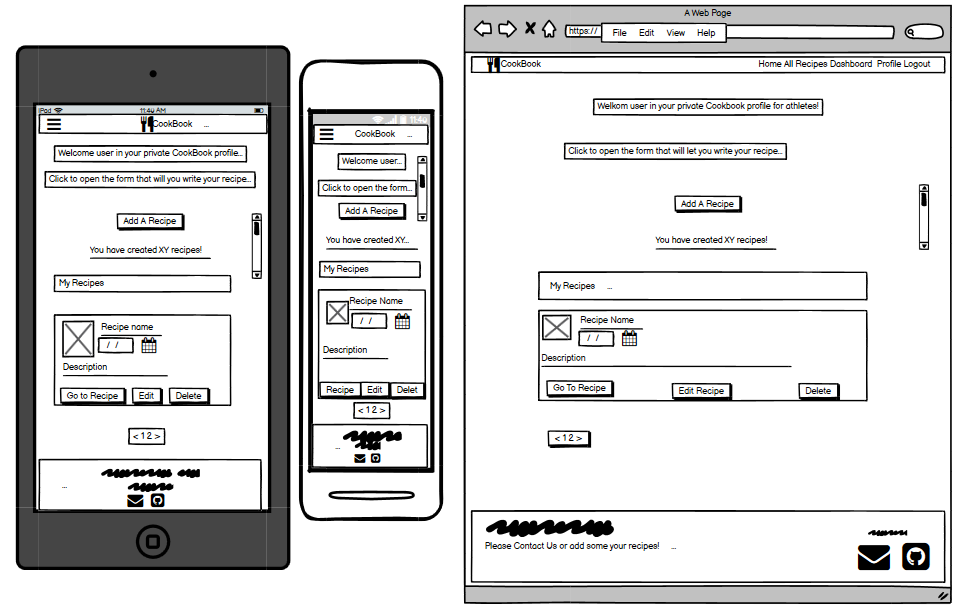 iPod
11:40 AM
CookBook ...
Welcome user in your private CookBook profile...
Click to open the form that will you write your recipe...
Add A Recipe
You have created XY recipes!
My Recipes
Recipe name
/ /
Description
Go to Recipe Edit Delete
< 1 2 >
...
11:40
CookBook ...
Welcome user...
Click to open the form...
Add A Recipe
You have created XY...
My Recipes
Recipe Name
/ /
Description
Recipe Edit Delet
< 1 2 >
...
A Web Page
https://
File Edit View Help
CookBook
Home All Recipes Dashboard Profile Logout
Welkom user in your private Cookbook profile for athletes!
Click to open the form that will let you write your recipe...
Add A Recipe
You have created XY recipes!
My Recipes ...
Recipe Name
/ /
Description
Go To Recipe Edit Recipe Delete
< 1 2 >
Please Contact Us or add some your recipes! ...